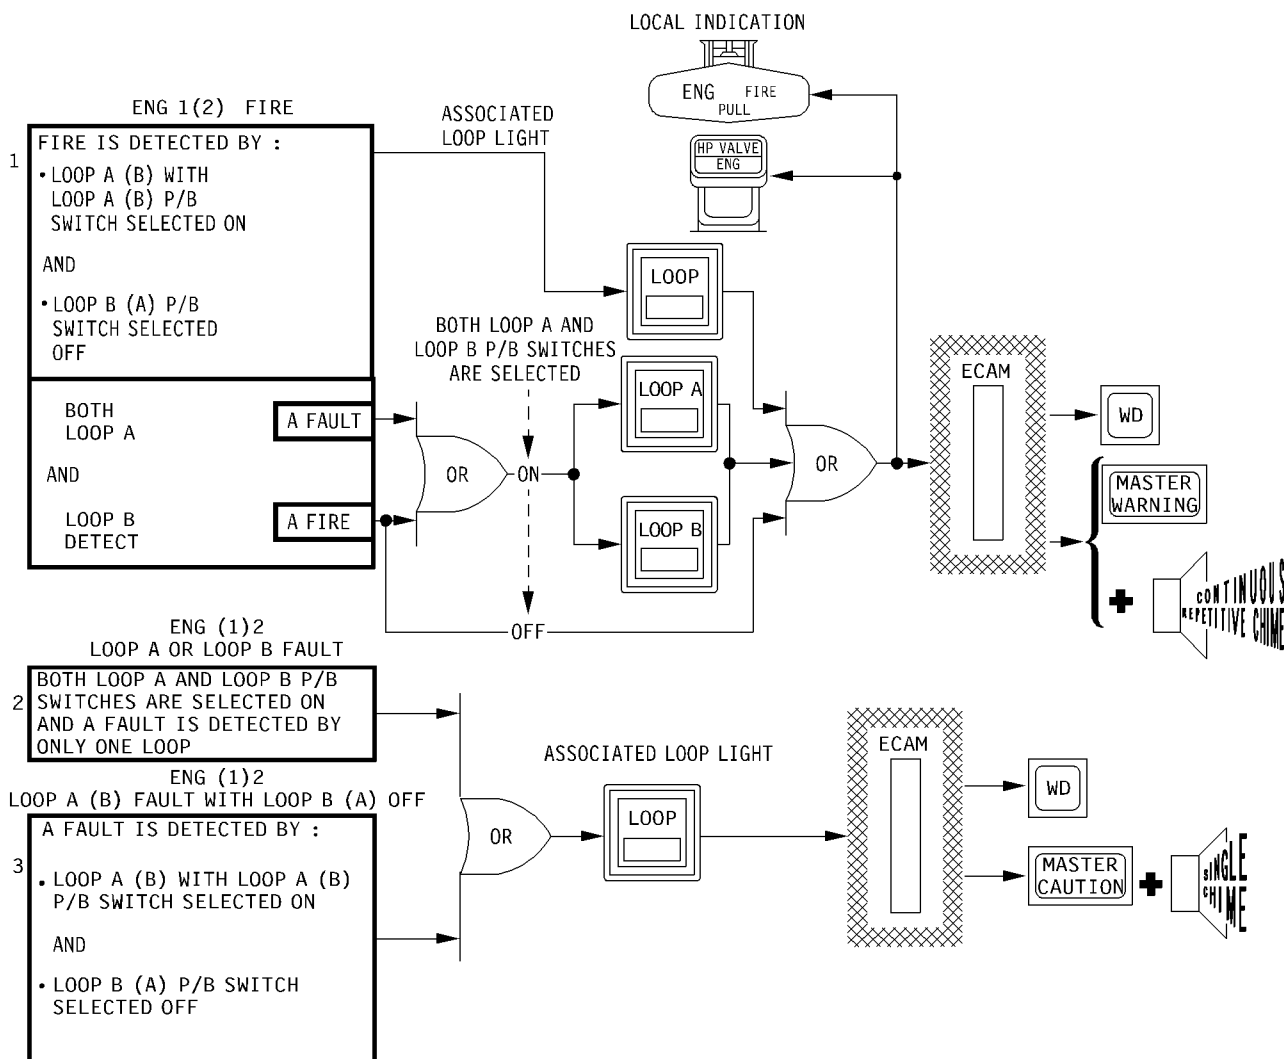 LOCAL INDICATION
ENG FIRE
PULL
HP VALVE
ENG
ENG 1(2) FIRE
1
FIRE IS DETECTED BY :
• LOOP A (B) WITH
LOOP A (B) P/B
SWITCH SELECTED ON
AND
• LOOP B (A) P/B
SWITCH SELECTED
OFF
ASSOCIATED
LOOP LIGHT
LOOP
BOTH LOOP A AND
LOOP B P/B SWITCHES
ARE SELECTED
BOTH
LOOP A
A FAULT
AND
LOOP B
DETECT
A FIRE
OR
ON
OFF
LOOP A
LOOP B
OR
ECAM
WD
MASTER
WARNING
+
CONTINUOUS
REPETITIVE CHIME
ENG (1)2
LOOP A OR LOOP B FAULT
2
BOTH LOOP A AND LOOP B P/B
SWITCHES ARE SELECTED ON
AND A FAULT IS DETECTED BY
ONLY ONE LOOP
ENG (1)2
LOOP A (B) FAULT WITH LOOP B (A) OFF
3
A FAULT IS DETECTED BY :
• LOOP A (B) WITH LOOP A (B)
P/B SWITCH SELECTED ON
AND
• LOOP B (A) P/B SWITCH
SELECTED OFF
OR
ASSOCIATED LOOP LIGHT
LOOP
ECAM
WD
MASTER
CAUTION
+
SINGLE
CHIME